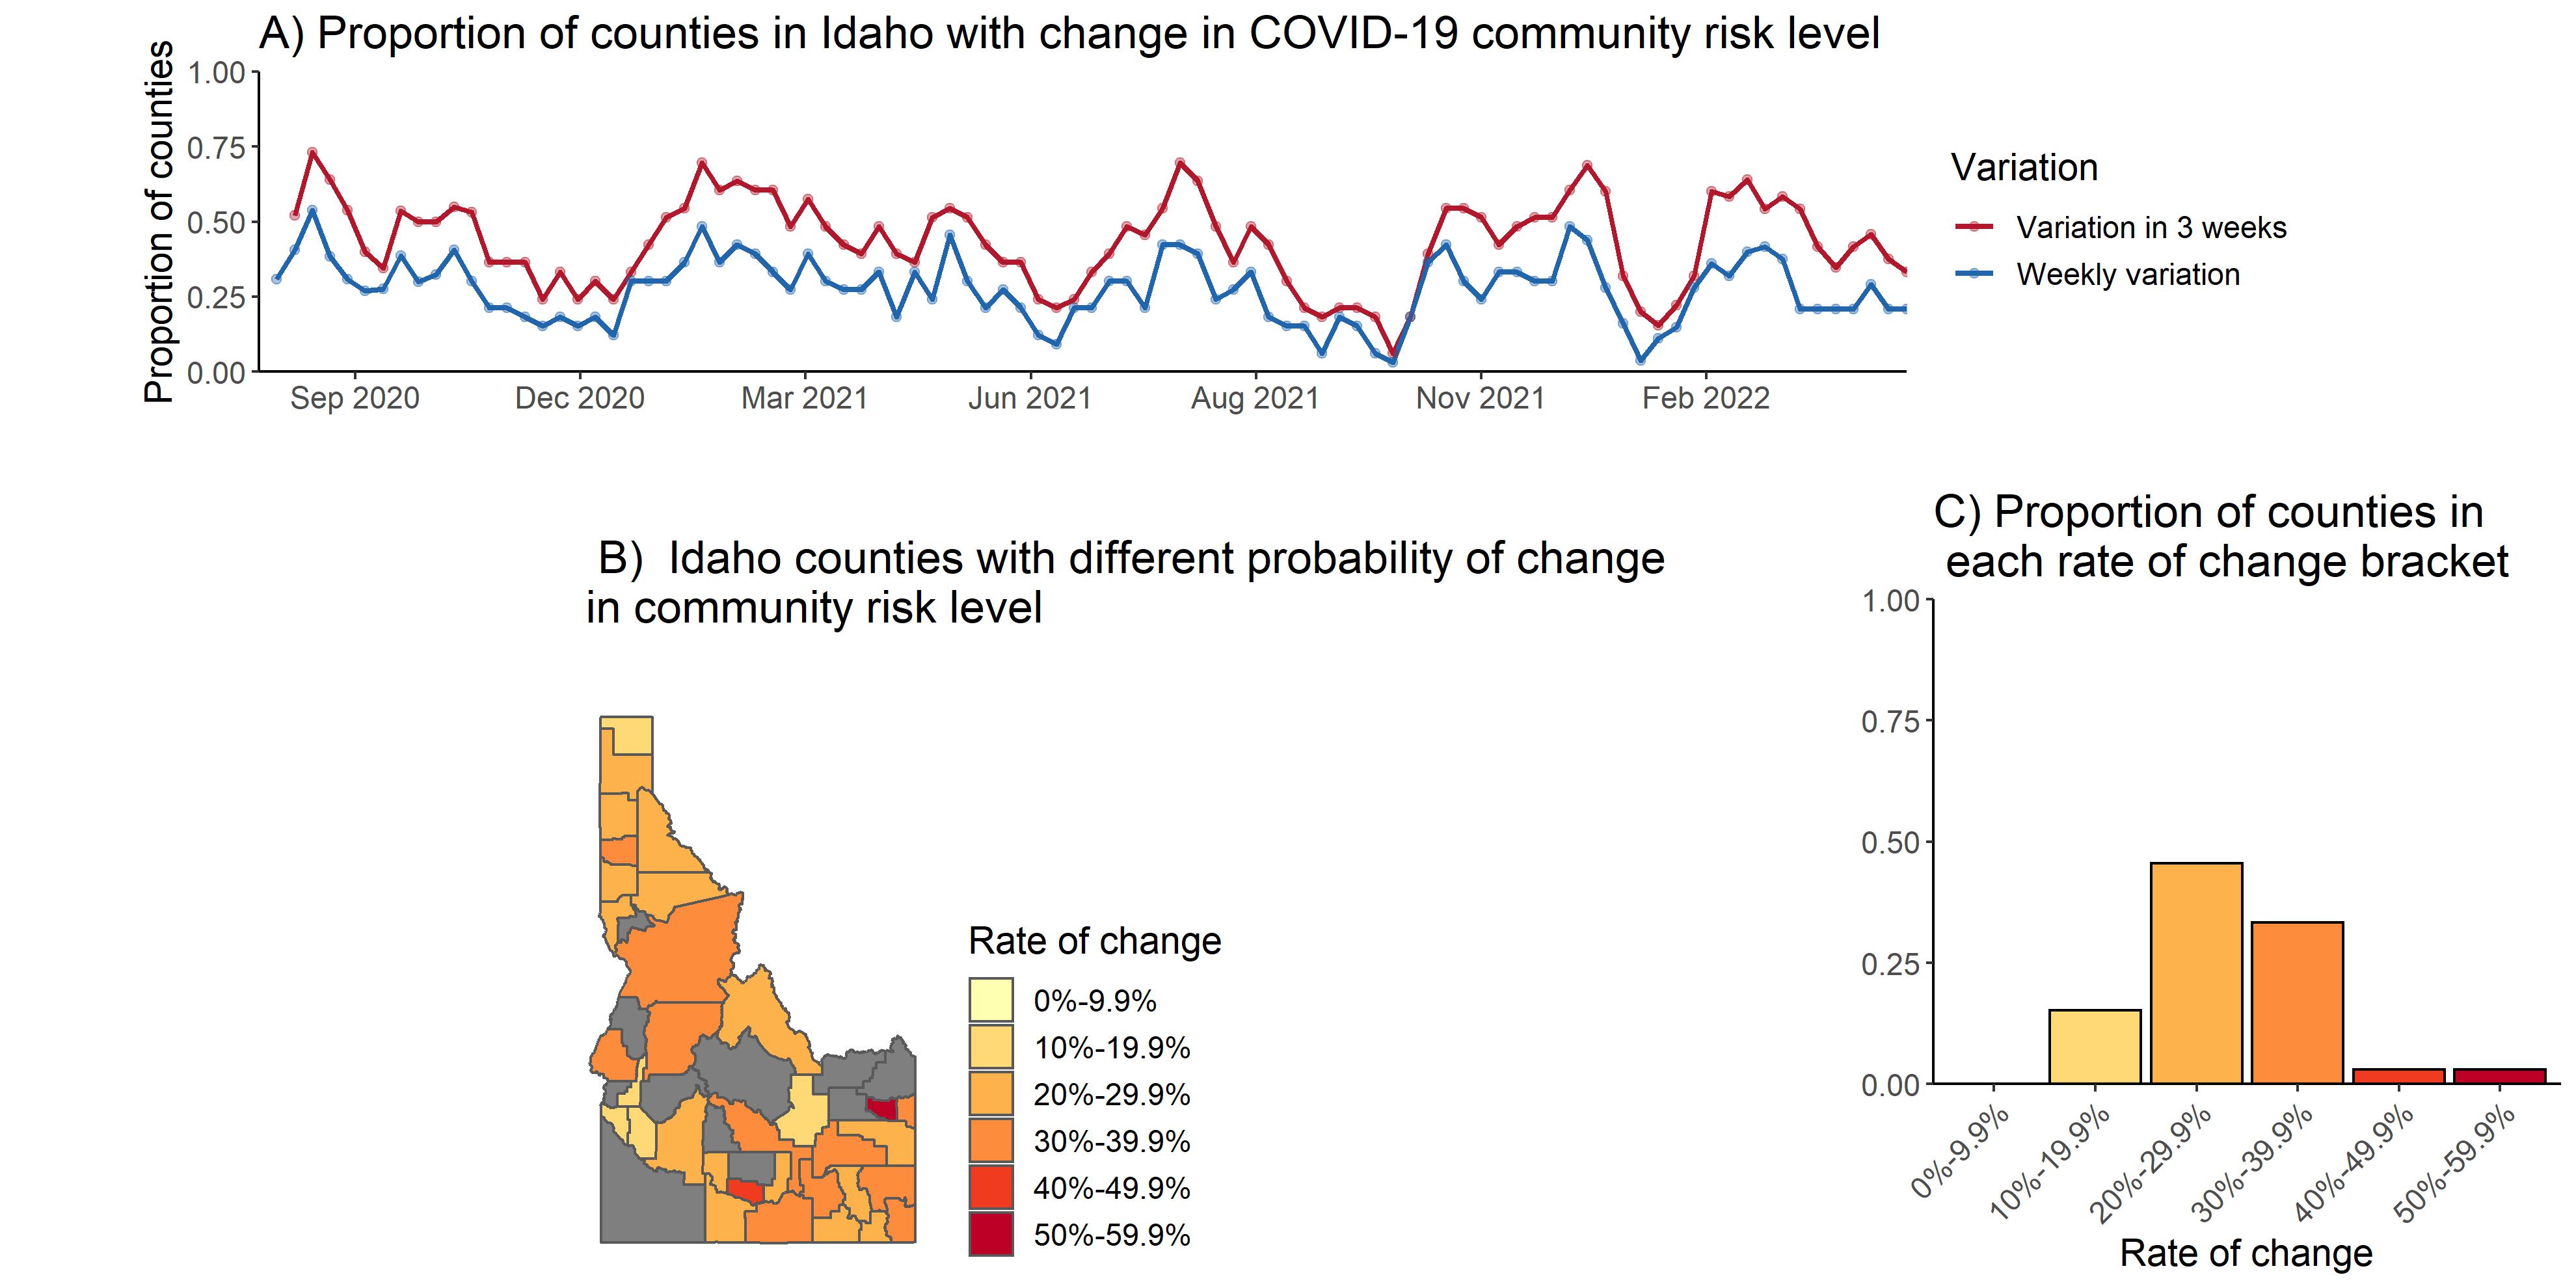 A) Proportion of counties in Idaho with change in COVID-19 community risk level
Proportion of counties
1.00
0.75
0.50
0.25
0.00
Sep 2020
Dec 2020
Mar 2021
Jun 2021
Aug 2021
Nov 2021
Feb 2022
Variation
Variation in 3 weeks
Weekly variation
B) Idaho counties with different probability of change
in community risk level
Rate of change
0%-9.9%
10%-19.9%
20%-29.9%
30%-39.9%
40%-49.9%
50%-59.9%
C) Proportion of counties in
each rate of change bracket
1.00
0.75
0.50
0.25
0.00
0%-9.9%
10%-19.9%
20%-29.9%
30%-39.9%
40%-49.9%
50%-59.9%
Rate of change